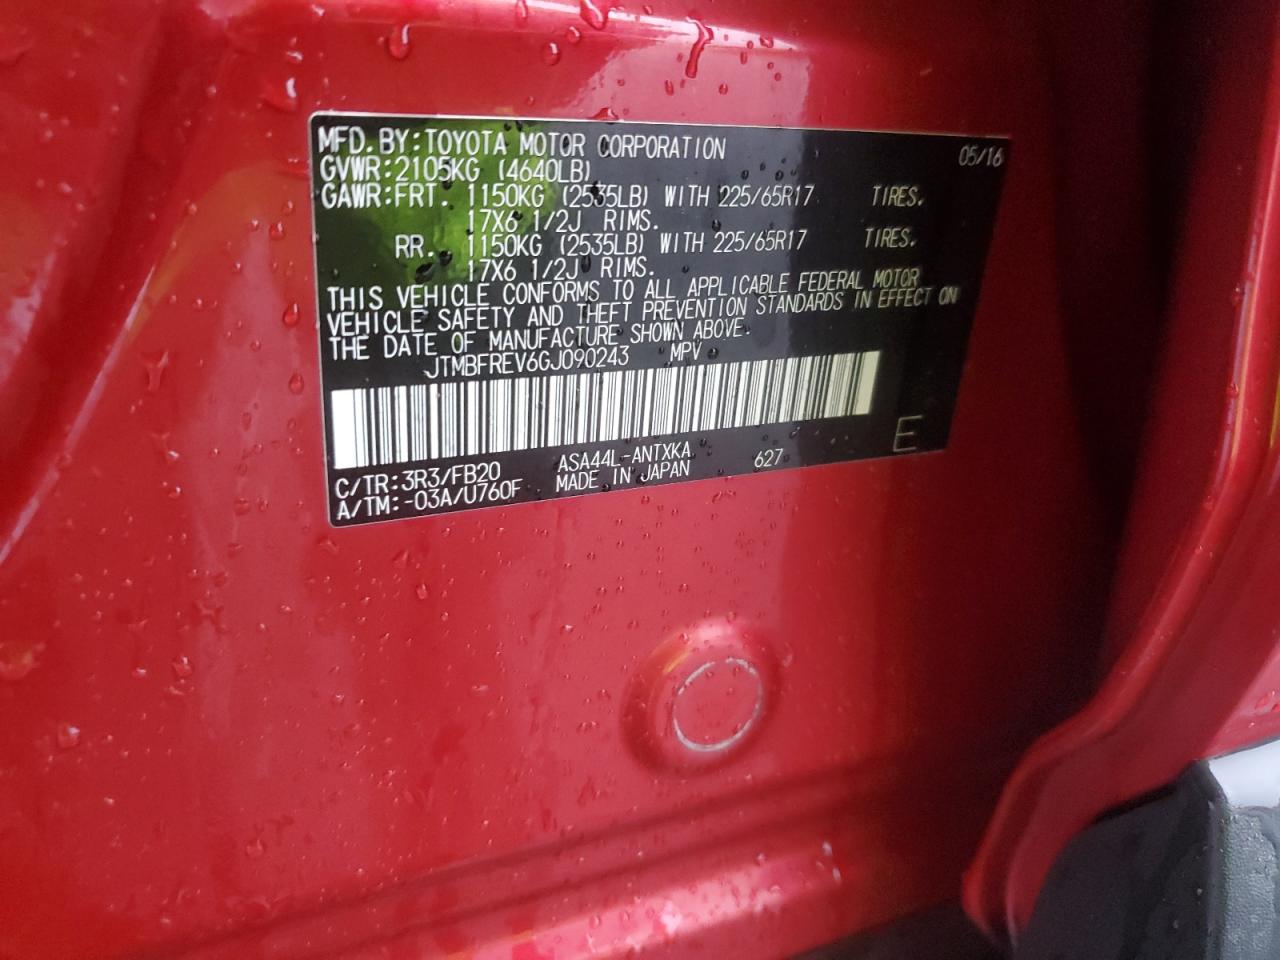 MFD. BY: TOYOTA MOTOR CORPORATION 05/16
GVWR:2105KG (4640LB)
GAWR:FRT. 1150KG (2535LB) WITH 225/65R17 TIRES.
17X6 1/2J RIMS.
RR. 1150KG (2535LB) WITH 225/65R17 TIRES.
17X6 1/2J RIMS.
THIS VEHICLE CONFORMS TO ALL APPLICABLE FEDERAL MOTOR
VEHICLE SAFETY AND THEFT PREVENTION STANDARDS IN EFFECT ON
THE DATE OF MANUFACTURE SHOWN ABOVE.
JTMBFREV6GJ090243 MPV
E
C/TR:3R3/FB20 ASA44L-ANTXKA 627
A/TM:-03A/U760F MADE IN JAPAN